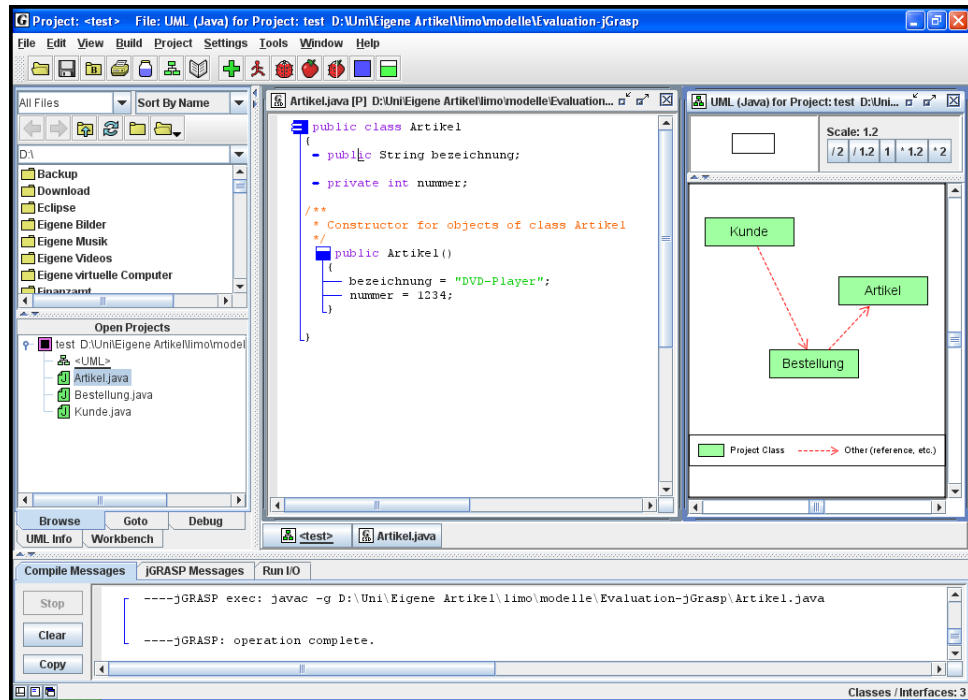 Project: <test>   File: UML (Java) for Project: test  D:\Uni\Eigene Artikel\limo\modelle\Evaluation-jGrasp
File Edit View Build Project Settings Tools Window Help
All Files
Sort By Name
D:\
Backup
Download
Eclipse
Eigene Bilder
Eigene Musik
Eigene Videos
Eigene virtuelle Computer
Finanzamt
Open Projects
test D:\Uni\Eigene Artikel\limo\model
<UML>
Artikel.java
Bestellung.java
Kunde.java
Browse Goto Debug
UML Info Workbench
Artikel.java [P] D:\Uni\Eigene Artikel\limo\modelle\Evaluation...
public class Artikel
{
public String bezeichnung;
private int nummer;
/**
* Constructor for objects of class Artikel
*/
public Artikel()
{
bezeichnung = "DVD-Player";
nummer = 1234;
}
}
<test> Artikel.java
UML (Java) for Project: test D:\Uni...
Scale: 1.2
/ 2 / 1.2 1 * 1.2 * 2
Kunde
Artikel
Bestellung
Project Class Other (reference, etc.)
Compile Messages jGRASP Messages Run I/O
Stop
Clear
Copy
----jGRASP exec: javac -g D:\Uni\Eigene Artikel\limo\modelle\Evaluation-jGrasp\Artikel.java
----jGRASP: operation complete.
Classes / Interfaces: 3